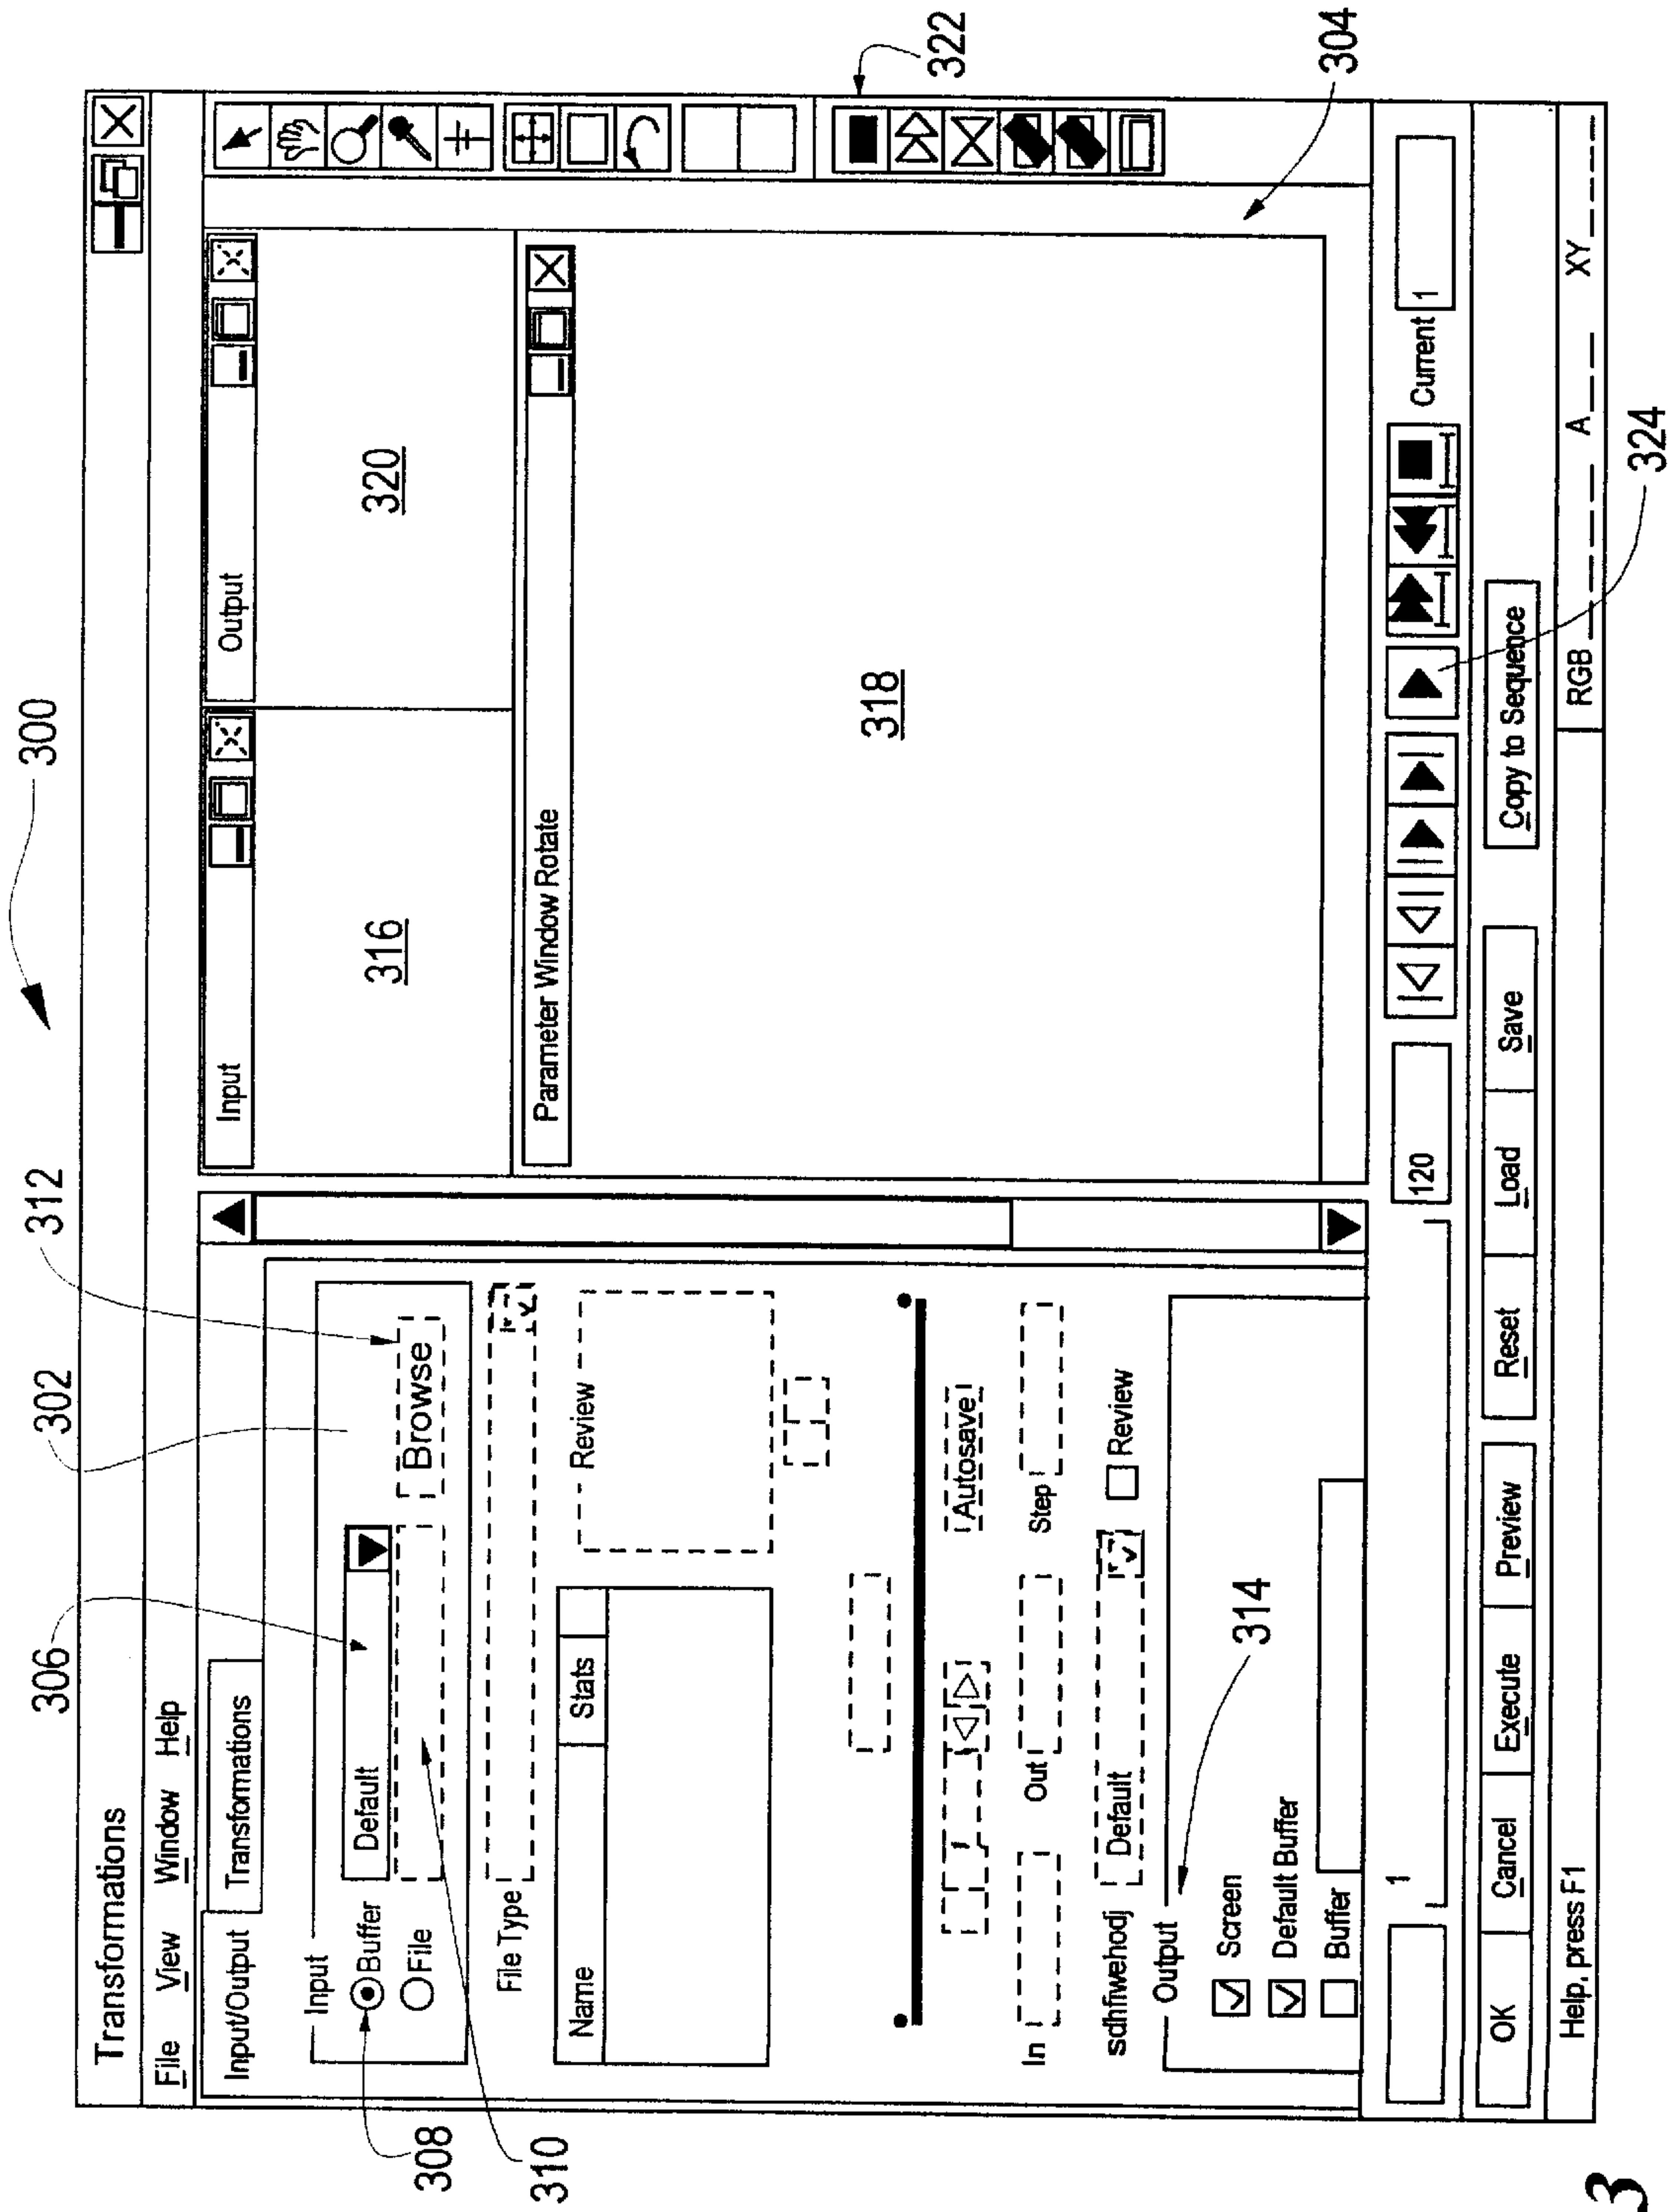 300
302
312
306
Transformations
File View Window Help
Input/Output Transformations
Input
Buffer Default
File Browse
File Type
Review
Name Stats
Autosave
In Out Step
sdhfiwehodj Default Review
Output
Screen
Default Buffer
Buffer
308
310
314
Input Output
316
320
Parameter Window Rotate
318
322
304
1 120 Current 1
324
OK Cancel Execute Preview Reset Load Save Copy to Sequence
Help, press F1 RGB A XY
3